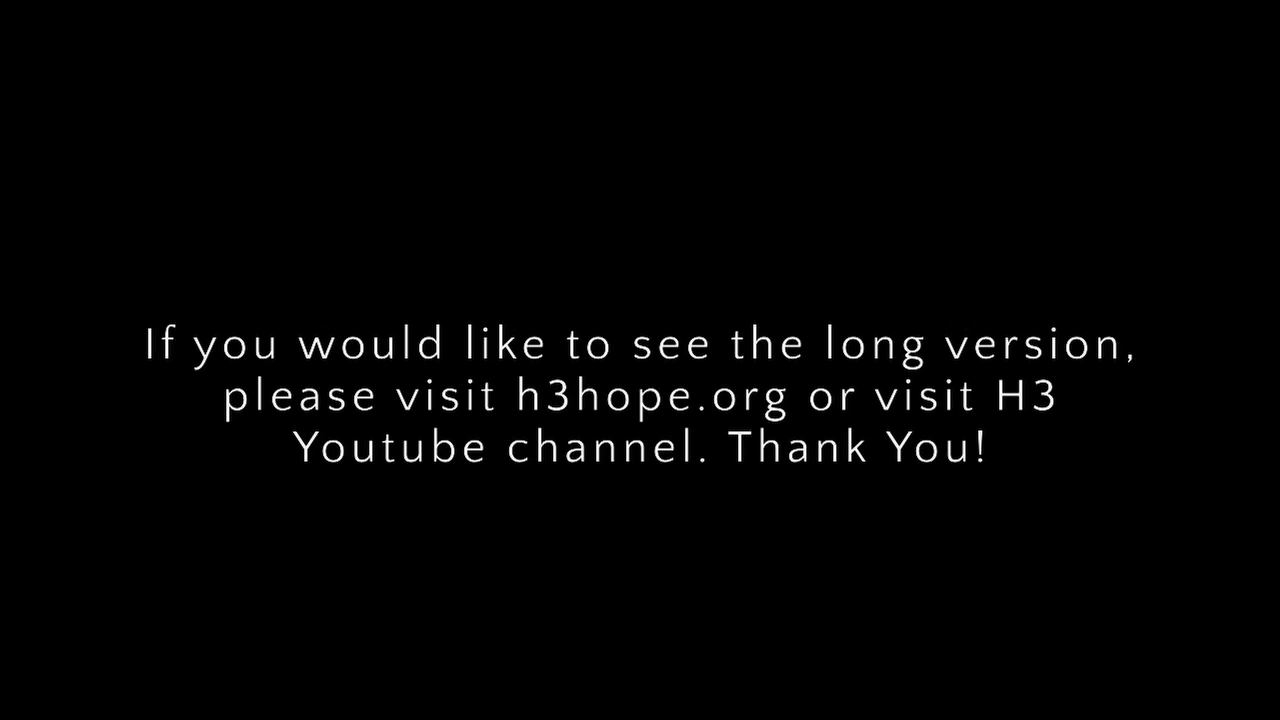 If you would like to see the long version,
please visit h3hope.org or visit H3
Youtube channel. Thank You!